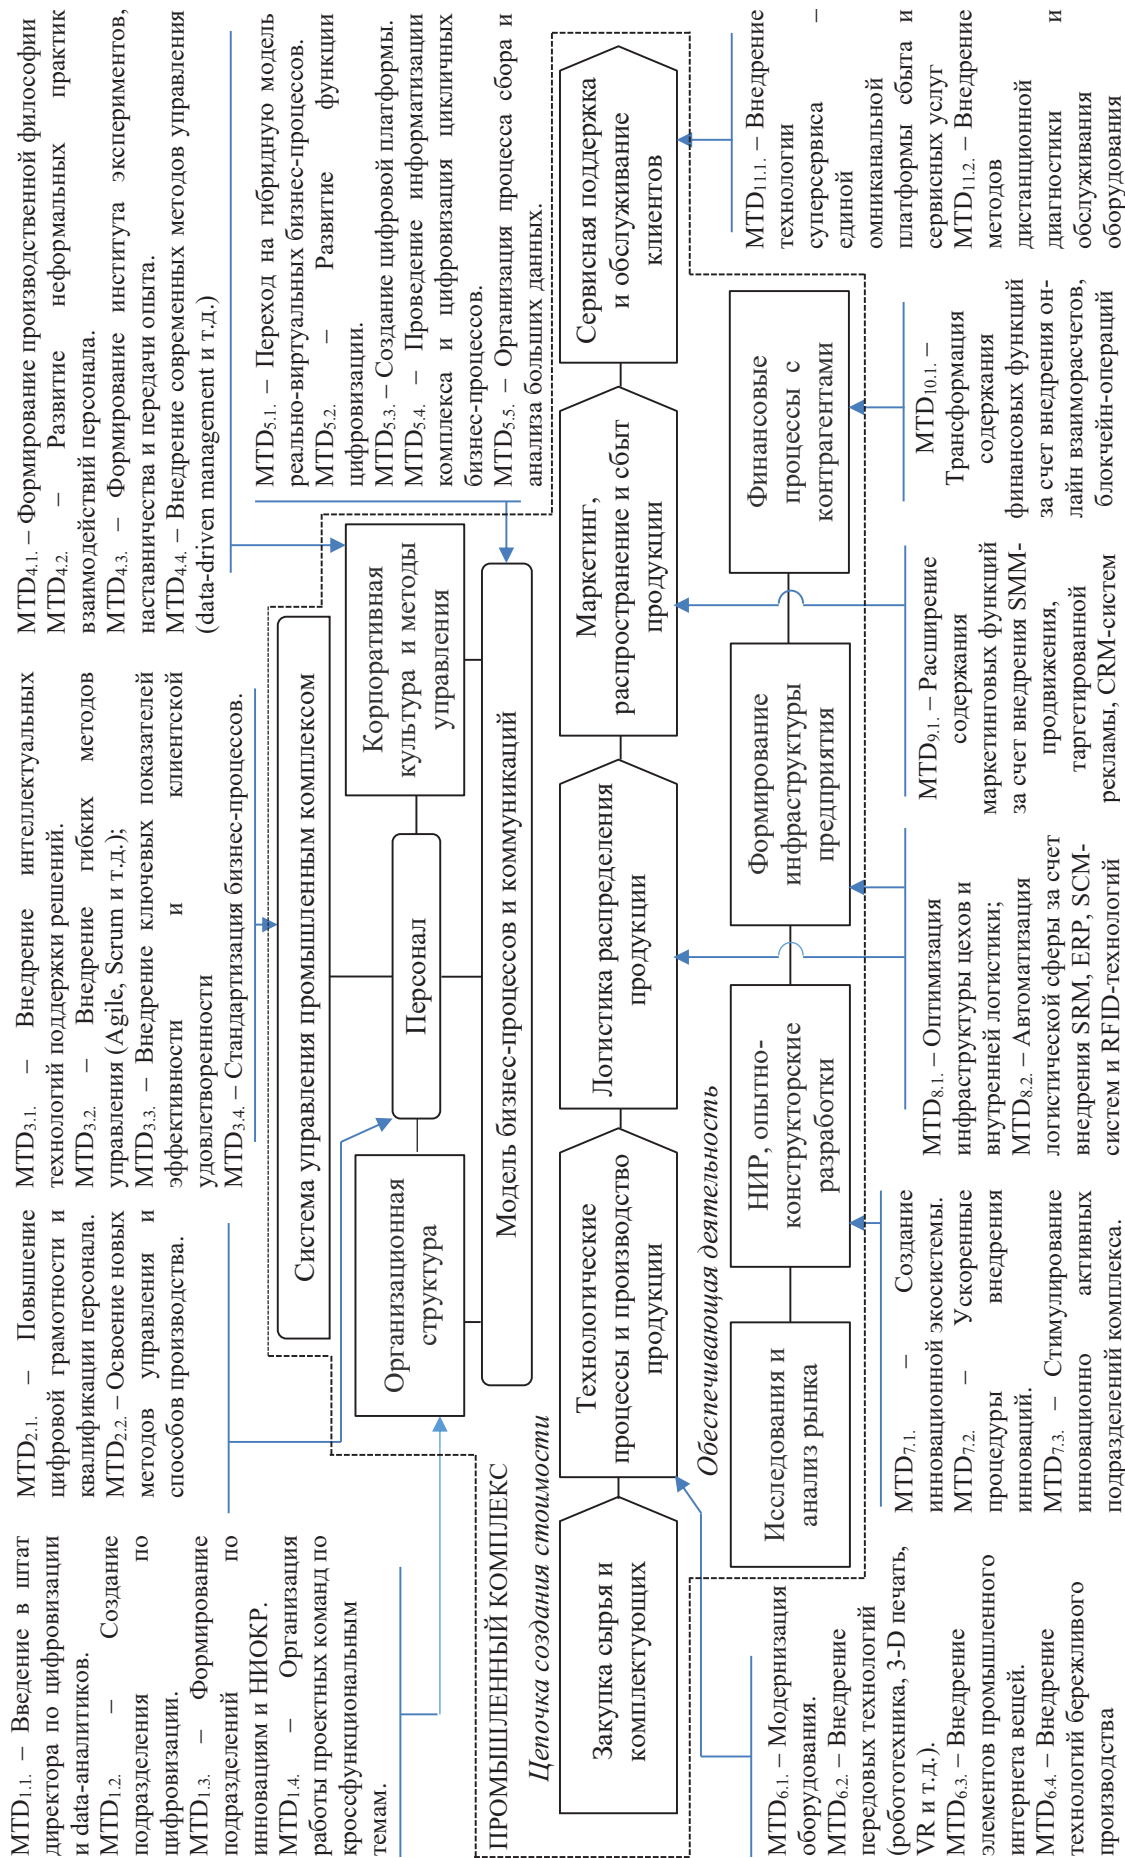 MTD1.1. – Введение в штат
директора по цифровизации
и data-аналитиков.
MTD1.2. – Создание
подразделения по
цифровизации.
MTD1.3. – Формирование
подразделений по
инновациям и НИОКР.
MTD1.4. – Организация
работы проектных команд по
кроссфункциональным
темам.
MTD2.1. – Повышение
цифровой грамотности и
квалификации персонала.
MTD2.2. – Освоение новых
методов управления и
способов производства.
MTD3.1. – Внедрение интеллектуальных
технологий поддержки решений.
MTD3.2. – Внедрение гибких методов
управления (Agile, Scrum и т.д.);
MTD3.3. – Внедрение ключевых показателей
эффективности и клиентской
удовлетворенности
MTD3.4. – Стандартизация бизнес-процессов.
MTD4.1. – Формирование производственной философии
MTD4.2. – Развитие неформальных практик
взаимодействий персонала.
MTD4.3. – Формирование института экспериментов,
наставничества и передачи опыта.
MTD4.4. – Внедрение современных методов управления
(data-driven management и т.д.)
MTD5.1. – Переход на гибридную модель
реально-виртуальных бизнес-процессов.
MTD5.2. – Развитие функции
цифровизации.
MTD5.3. – Создание цифровой платформы.
MTD5.4. – Проведение информатизации
комплекса и цифровизация цикличных
бизнес-процессов.
MTD5.5. – Организация процесса сбора и
анализа больших данных.
Система управления промышленным комплексом
Организационная
структура
Персонал
Корпоративная
культура и методы
управления
Модель бизнес-процессов и коммуникаций
ПРОМЫШЛЕННЫЙ КОМПЛЕКС
Цепочка создания стоимости
Закупка сырья и
комплектующих
Технологические
процессы и производство
продукции
Логистика распределения
продукции
Маркетинг,
распространение и сбыт
продукции
Сервисная поддержка
и обслуживание
клиентов
Обеспечивающая деятельность
Исследования и
анализ рынка
НИР, опытно-
конструкторские
разработки
Формирование
инфраструктуры
предприятия
Финансовые
процессы с
контрагентами
MTD6.1. – Модернизация
оборудования.
MTD6.2. – Внедрение
передовых технологий
(робототехника, 3-D печать,
VR и т.д.).
MTD6.3. – Внедрение
элементов промышленного
интернета вещей.
MTD6.4. – Внедрение
технологий бережливого
производства
MTD7.1. – Создание
инновационной экосистемы.
MTD7.2. – Ускоренные
процедуры внедрения
инноваций.
MTD7.3. – Стимулирование
инновационно активных
подразделений комплекса.
MTD8.1. – Оптимизация
инфраструктуры цехов и
внутренней логистики;
MTD8.2. – Автоматизация
логистической сферы за счет
внедрения SRM, ERP, SCM-
систем и RFID-технологий
MTD9.1. – Расширение
содержания
маркетинговых функций
за счет внедрения SMM-
продвижения,
таргетированной
рекламы, CRM-систем
MTD10.1. –
Трансформация
содержания
финансовых функций
за счет внедрения он-
лайн взаиморасчетов,
блокчейн-операций
MTD11.1. – Внедрение
технологии
суперсервиса –
единой
омниканальной
платформы сбыта и
сервисных услуг
MTD11.2. – Внедрение
методов
дистанционной
диагностики и
обслуживания
оборудования